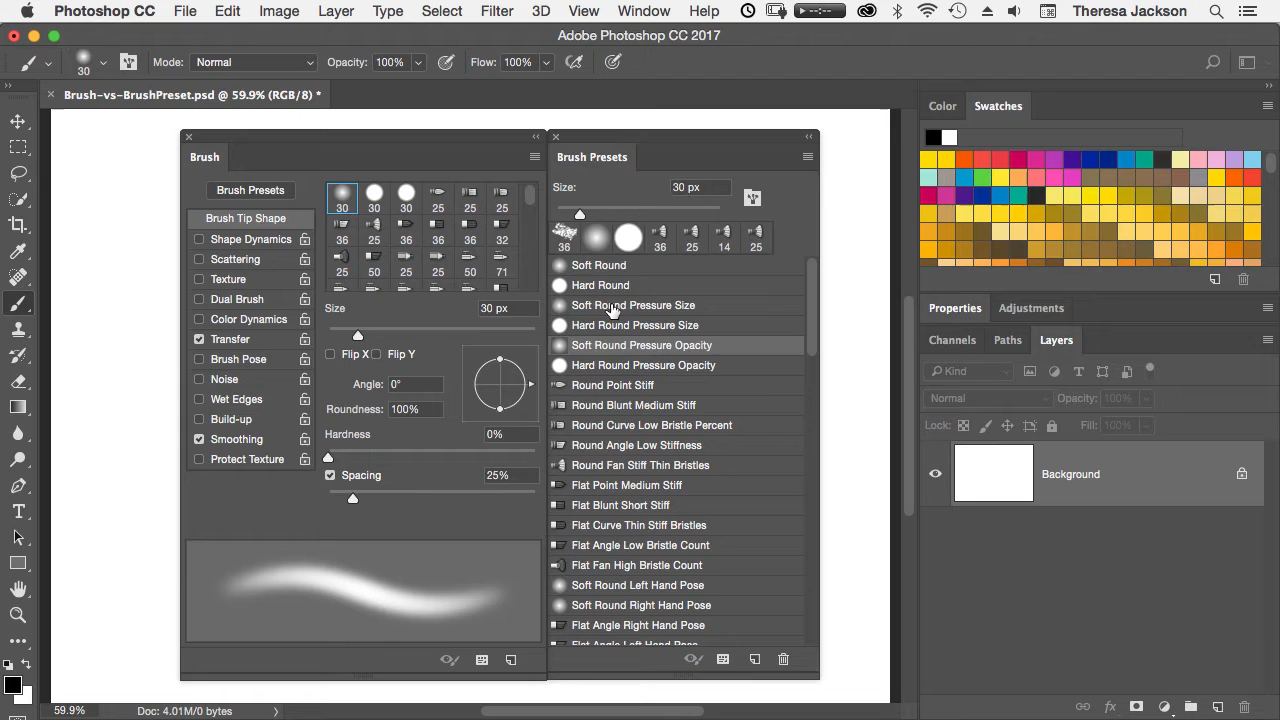 Photoshop CC File Edit Image Layer Type Select Filter 3D View Window Help Theresa Jackson
Adobe Photoshop CC 2017
30 Mode: Normal Opacity: 100% Flow: 100%
Brush-vs-BrushPreset.psd @ 59.9% (RGB/8) *
Brush
Brush Presets
Brush Tip Shape
Shape Dynamics
Scattering
Texture
Dual Brush
Color Dynamics
Transfer
Brush Pose
Noise
Wet Edges
Build-up
Smoothing
Protect Texture
30 30 30 25 25 25
36 25 36 36 36 32
25 50 25 25 50 71
Size 30 px
Flip X Flip Y
Angle: 0°
Roundness: 100%
Hardness 0%
Spacing 25%
Brush Presets
Size: 30 px
36 36 25 14 25
Soft Round
Hard Round
Soft Round Pressure Size
Hard Round Pressure Size
Soft Round Pressure Opacity
Hard Round Pressure Opacity
Round Point Stiff
Round Blunt Medium Stiff
Round Curve Low Bristle Percent
Round Angle Low Stiffness
Round Fan Stiff Thin Bristles
Flat Point Medium Stiff
Flat Blunt Short Stiff
Flat Curve Thin Stiff Bristles
Flat Angle Low Bristle Count
Flat Fan High Bristle Count
Soft Round Left Hand Pose
Soft Round Right Hand Pose
Flat Angle Right Hand Pose
Flat Angle Left Hand Pose
Color Swatches
Properties Adjustments
Channels Paths Layers
Kind
Normal Opacity: 100%
Lock: Fill: 100%
Background
59.9% Doc: 4.01M/0 bytes